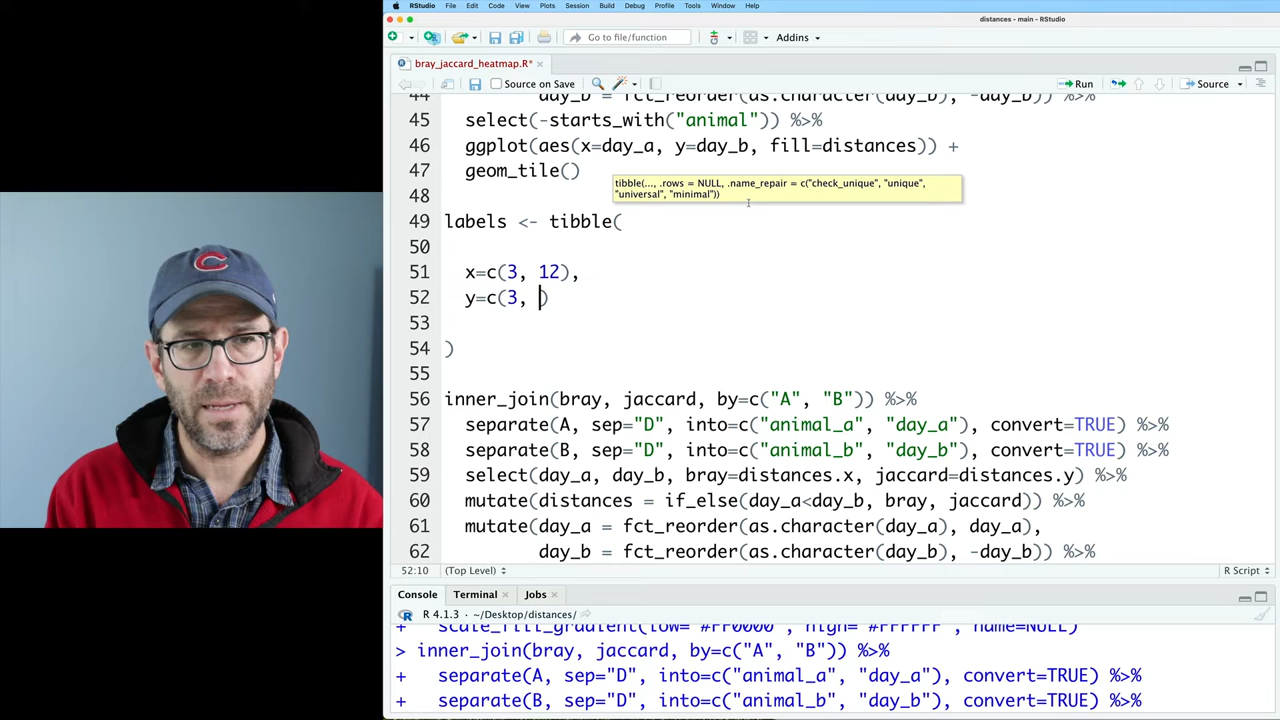 RStudio File Edit Code View Plots Session Build Debug Profile Tools Window Help
distances - main - RStudio
Go to file/function Addins
bray_jaccard_heatmap.R*
Source on Save Run Source
44 day_b = fct_reorder(as.character(day_b), -day_b)) %>%
45 select(-starts_with("animal")) %>%
46 ggplot(aes(x=day_a, y=day_b, fill=distances)) +
47 geom_tile()
tibble(..., .rows = NULL, .name_repair = c("check_unique", "unique",
"universal", "minimal"))
48
49 labels <- tibble(
50
51 x=c(3, 12),
52 y=c(3, )
53
54 )
55
56 inner_join(bray, jaccard, by=c("A", "B")) %>%
57 separate(A, sep="D", into=c("animal_a", "day_a"), convert=TRUE) %>%
58 separate(B, sep="D", into=c("animal_b", "day_b"), convert=TRUE) %>%
59 select(day_a, day_b, bray=distances.x, jaccard=distances.y) %>%
60 mutate(distances = if_else(day_a<day_b, bray, jaccard)) %>%
61 mutate(day_a = fct_reorder(as.character(day_a), day_a),
62 day_b = fct_reorder(as.character(day_b), -day_b)) %>%
52:10 (Top Level) R Script
Console Terminal Jobs
R 4.1.3 · ~/Desktop/distances/
+ scale_fill_gradient(low="#FF0000", high="#FFFFFF", name=NULL)
> inner_join(bray, jaccard, by=c("A", "B")) %>%
+ separate(A, sep="D", into=c("animal_a", "day_a"), convert=TRUE) %>%
+ separate(B, sep="D", into=c("animal_b", "day_b"), convert=TRUE) %>%